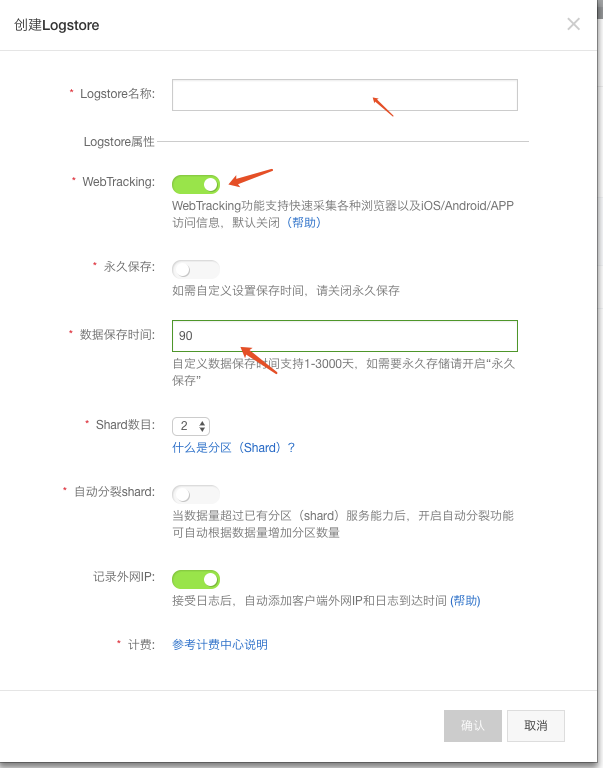 创建Logstore
* Logstore名称:
Logstore属性
* WebTracking:
WebTracking功能支持快速采集各种浏览器以及iOS/Android/APP
访问信息，默认关闭（帮助）
* 永久保存:
如需自定义设置保存时间，请关闭永久保存
* 数据保存时间: 90
自定义数据保存时间支持1-3000天，如需要永久存储请开启“永久
保存”
* Shard数目: 2
什么是分区（Shard）?
* 自动分裂shard:
当数据量超过已有分区（shard）服务能力后，开启自动分裂功能
可自动根据数据量增加分区数量
记录外网IP:
接受日志后，自动添加客户端外网IP和日志到达时间 (帮助)
* 计费: 参考计费中心说明
确认 取消